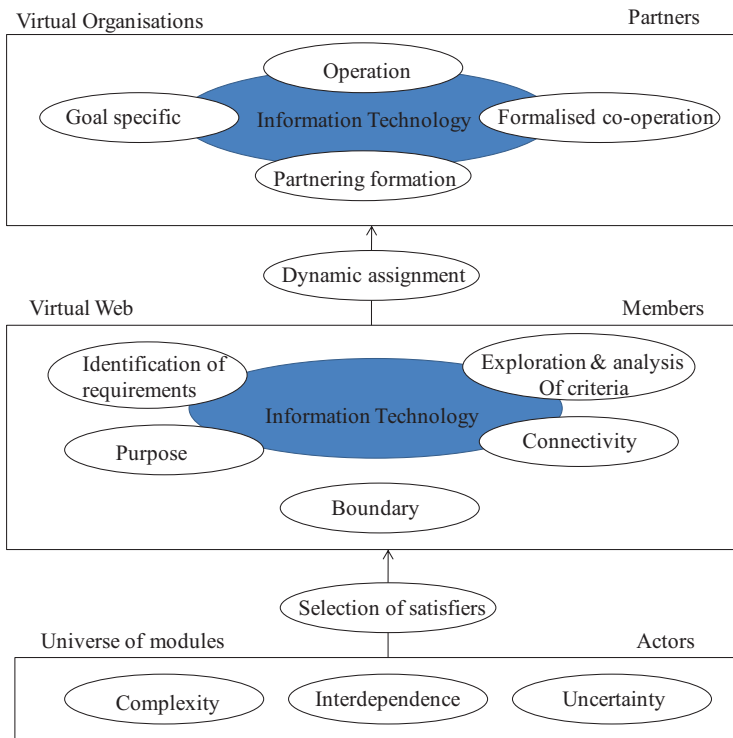 Virtual Organisations
Partners
Operation
Goal specific
Information Technology
Formalised co-operation
Partnering formation
Dynamic assignment
Virtual Web
Members
Identification of
requirements
Exploration & analysis
Of criteria
Information Technology
Purpose
Connectivity
Boundary
Selection of satisfiers
Universe of modules
Actors
Complexity
Interdependence
Uncertainty